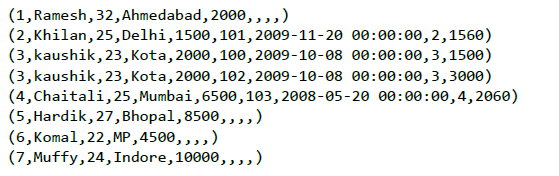 (1,Ramesh,32,Ahmedabad,2000,,,,)
(2,Khilan,25,Delhi,1500,101,2009-11-20 00:00:00,2,1560)
(3,kaushik,23,Kota,2000,100,2009-10-08 00:00:00,3,1500)
(3,kaushik,23,Kota,2000,102,2009-10-08 00:00:00,3,3000)
(4,Chaitali,25,Mumbai,6500,103,2008-05-20 00:00:00,4,2060)
(5,Hardik,27,Bhopal,8500,,,,)
(6,Komal,22,MP,4500,,,,)
(7,Muffy,24,Indore,10000,,,,)